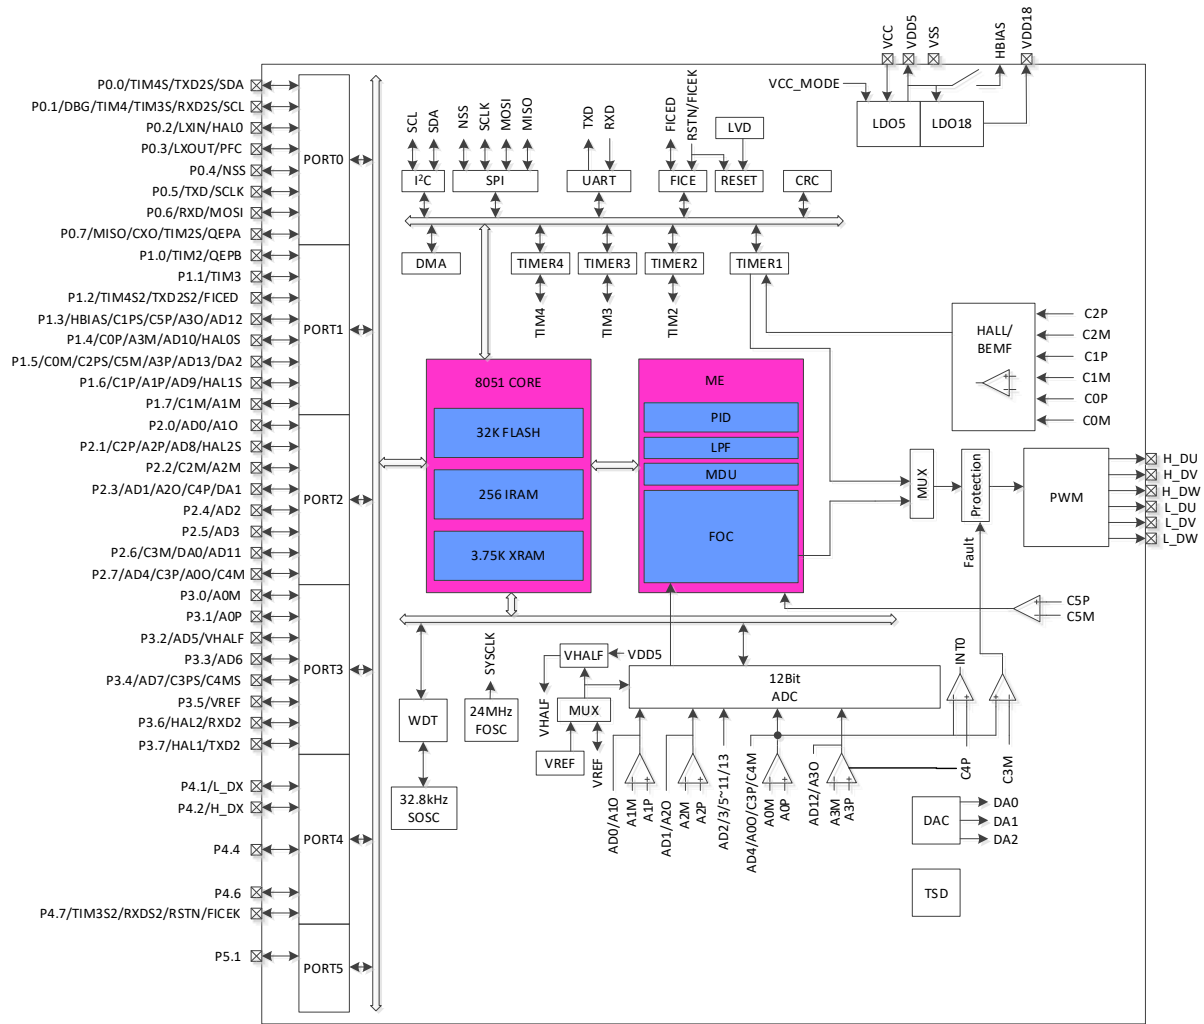 VCC
VDD5
VSS
HBIAS
VDD18
VCC_MODE
LDO5
LDO18
P0.0/TIM4S/TXD2S/SDA
P0.1/DBG/TIM4/TIM3S/RXD2S/SCL
P0.2/LXIN/HAL0
P0.3/LXOUT/PFC
P0.4/NSS
P0.5/TXD/SCLK
P0.6/RXD/MOSI
P0.7/MISO/CXO/TIM2S/QEPA
PORT0
P1.0/TIM2/QEPB
P1.1/TIM3
P1.2/TIM4S2/TXD2S2/FICED
P1.3/HBIAS/C1PS/C5P/A3O/AD12
P1.4/C0P/A3M/AD10/HAL0S
P1.5/C0M/C2PS/C5M/A3P/AD13/DA2
P1.6/C1P/A1P/AD9/HAL1S
P1.7/C1M/A1M
PORT1
P2.0/AD0/A1O
P2.1/C2P/A2P/AD8/HAL2S
P2.2/C2M/A2M
P2.3/AD1/A2O/C4P/DA1
P2.4/AD2
P2.5/AD3
P2.6/C3M/DA0/AD11
P2.7/AD4/C3P/A0O/C4M
PORT2
P3.0/A0M
P3.1/A0P
P3.2/AD5/VHALF
P3.3/AD6
P3.4/AD7/C3PS/C4MS
P3.5/VREF
P3.6/HAL2/RXD2
P3.7/HAL1/TXD2
PORT3
P4.1/L_DX
P4.2/H_DX
P4.4
P4.6
P4.7/TIM3S2/RXDS2/RSTN/FICEK
PORT4
P5.1
PORT5
SCL
SDA
NSS
SCLK
MOSI
MISO
TXD
RXD
FICED
RSTN/FICEK
LVD
I²C
SPI
UART
FICE
RESET
CRC
DMA
TIMER4
TIMER3
TIMER2
TIMER1
TIM4
TIM3
TIM2
8051 CORE
32K FLASH
256 IRAM
3.75K XRAM
ME
PID
LPF
MDU
FOC
HALL/
BEMF
C2P
C2M
C1P
C1M
C0P
C0M
MUX
Protection
Fault
PWM
H_DU
H_DV
H_DW
L_DU
L_DV
L_DW
C5P
C5M
WDT
32.8kHz
SOSC
SYSCLK
24MHz
FOSC
VHALF
VDD5
VHALF
MUX
VREF
VREF
12Bit
ADC
INT0
AD0/A1O
A1M
A1P
AD1/A2O
A2M
A2P
AD2/3/5~11/13
AD4/A0O/C3P/C4M
A0M
A0P
AD12/A3O
A3M
A3P
C4P
C3M
DAC
DA0
DA1
DA2
TSD